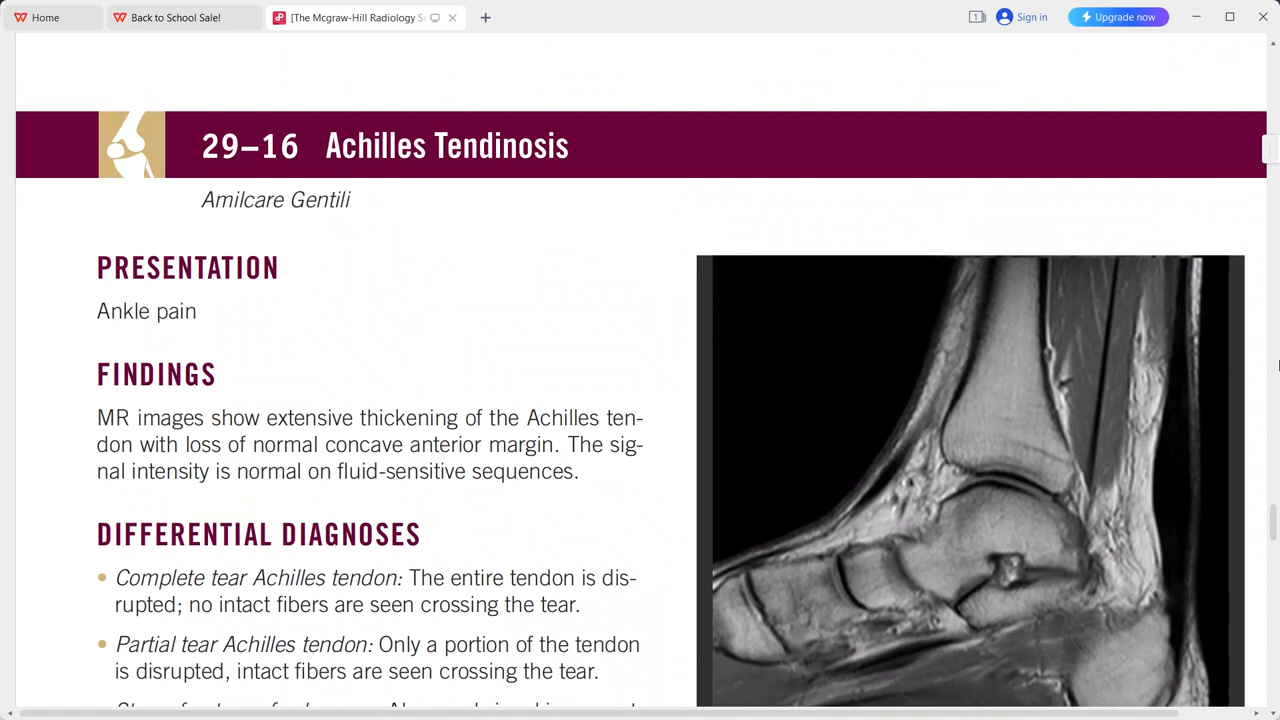 Home
Back to School Sale!
[The Mcgraw-Hill Radiology S
1
Sign in
Upgrade now
29–16 Achilles Tendinosis
Amilcare Gentili
PRESENTATION
Ankle pain
FINDINGS
MR images show extensive thickening of the Achilles ten-
don with loss of normal concave anterior margin. The sig-
nal intensity is normal on fluid-sensitive sequences.
DIFFERENTIAL DIAGNOSES
• Complete tear Achilles tendon: The entire tendon is dis-
rupted; no intact fibers are seen crossing the tear.
• Partial tear Achilles tendon: Only a portion of the tendon
is disrupted, intact fibers are seen crossing the tear.